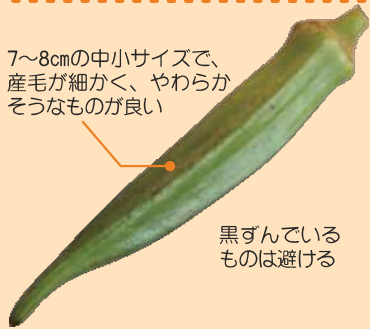 7〜8cmの中小サイズで、
産毛が細かく、やわらか
そうなものが良い
黒ずんでいる
ものは避ける